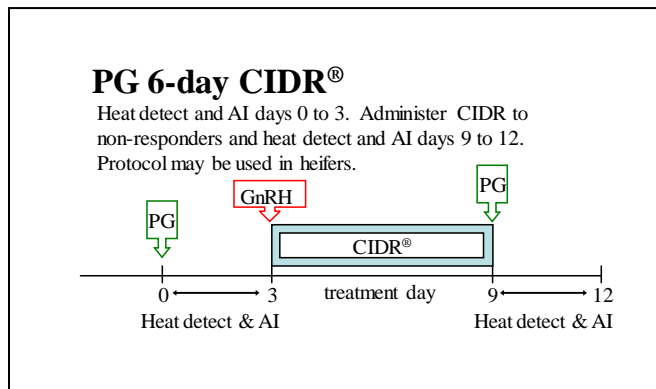 PG 6-day CIDR®
Heat detect and AI days 0 to 3. Administer CIDR to
non-responders and heat detect and AI days 9 to 12.
Protocol may be used in heifers.
PG
GnRH
PG
CIDR®
0
3
treatment day
9
12
Heat detect & AI
Heat detect & AI